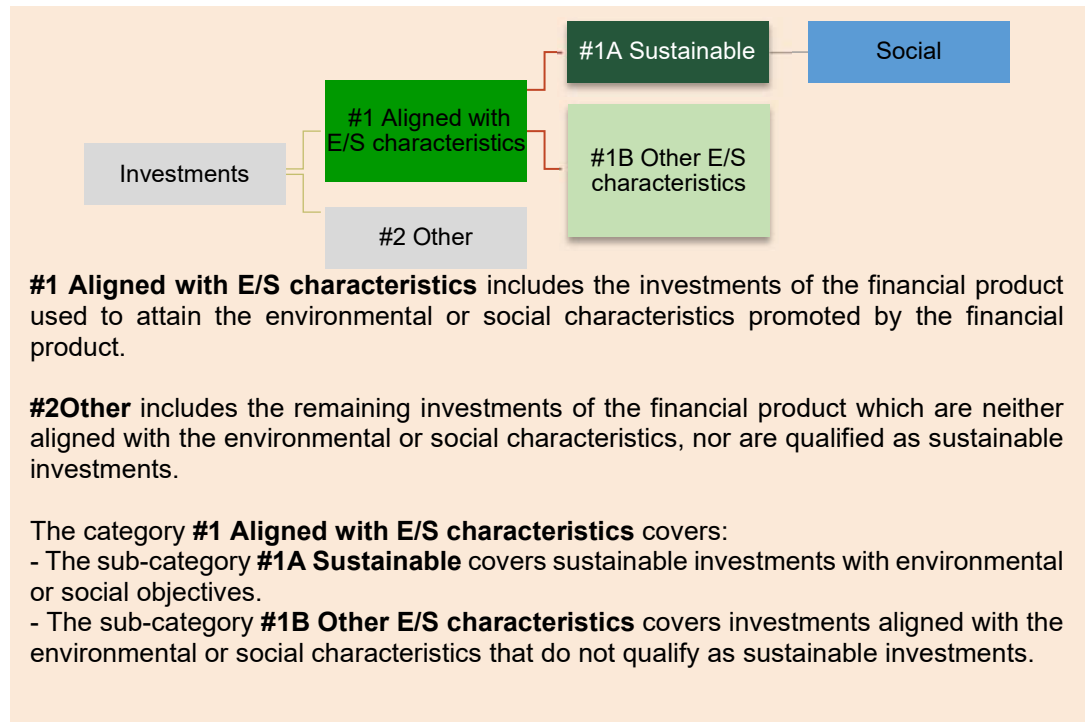 #1A Sustainable
Social
#1 Aligned with
E/S characteristics
Investments
#1B Other E/S
characteristics
#2 Other
#1 Aligned with E/S characteristics includes the investments of the financial product
used to attain the environmental or social characteristics promoted by the financial
product.
#2Other includes the remaining investments of the financial product which are neither
aligned with the environmental or social characteristics, nor are qualified as sustainable
investments.
The category #1 Aligned with E/S characteristics covers:
- The sub-category #1A Sustainable covers sustainable investments with environmental
or social objectives.
- The sub-category #1B Other E/S characteristics covers investments aligned with the
environmental or social characteristics that do not qualify as sustainable investments.